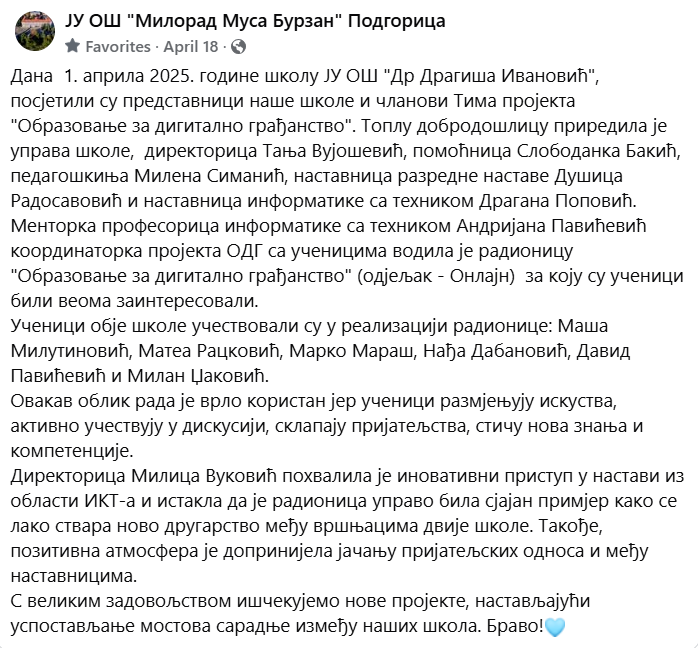 ЈУ ОШ "Милорад Муса Бурзан" Подгорица
Favorites · April 18 ·
Дана 1. априла 2025. године школу ЈУ ОШ "Др Драгиша Ивановић",
посјетили су представници наше школе и чланови Тима пројекта
"Образовање за дигитално грађанство". Топлу добродошлицу приредила је
управа школе, директорица Тања Вујошевић, помоћница Слободанка Бакић,
педагошкиња Милена Симанић, наставница разредне наставе Душица
Радосавовић и наставница информатике са техником Драгана Поповић.
Менторка професорица информатике са техником Андријана Павићевић
координаторка пројекта ОДГ са ученицима водила је радионицу
"Образовање за дигитално грађанство" (одјељак - Онлајн) за коју су ученици
били веома заинтересовали.
Ученици обје школе учествовали су у реализацији радионице: Маша
Милутиновић, Матеа Рацковић, Марко Мараш, Нађа Дабановић, Давид
Павићевић и Милан Џаковић.
Овакав облик рада је врло користан јер ученици размјењују искуства,
активно учествују у дискусији, склапају пријатељства, стичу нова знања и
компетенције.
Директорица Милица Вуковић похвалила је иновативни приступ у настави из
области ИКТ-а и истакла да је радионица управо била сјајан примјер како се
лако ствара ново другарство међу вршњацима двије школе. Такође,
позитивна атмосфера је допринијела јачању пријатељских односа и међу
наставницима.
С великим задовољством ишчекујемо нове пројекте, настављајући
успостављање мостова сарадње између наших школа. Браво!🩵